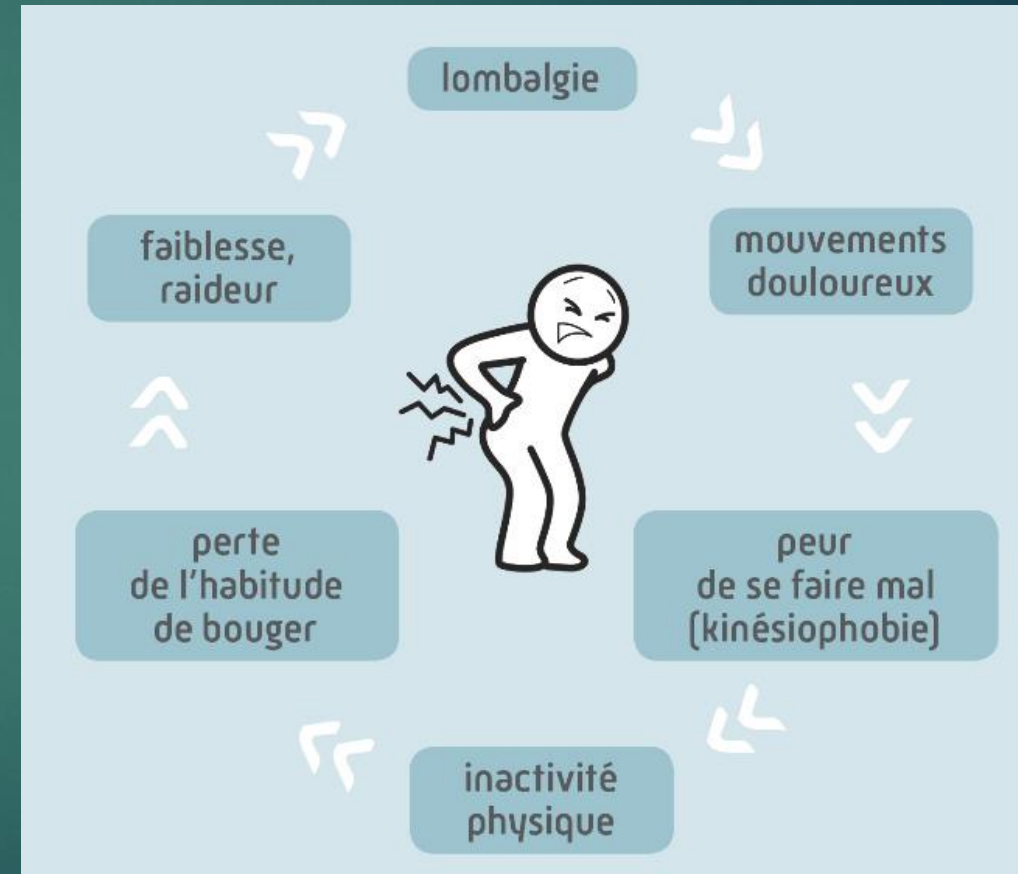 lombalgie
mouvements
douloureux
peur
de se faire mal
(kinésiophobie)
inactivité
physique
perte
de l'habitude
de bouger
faiblesse,
raideur